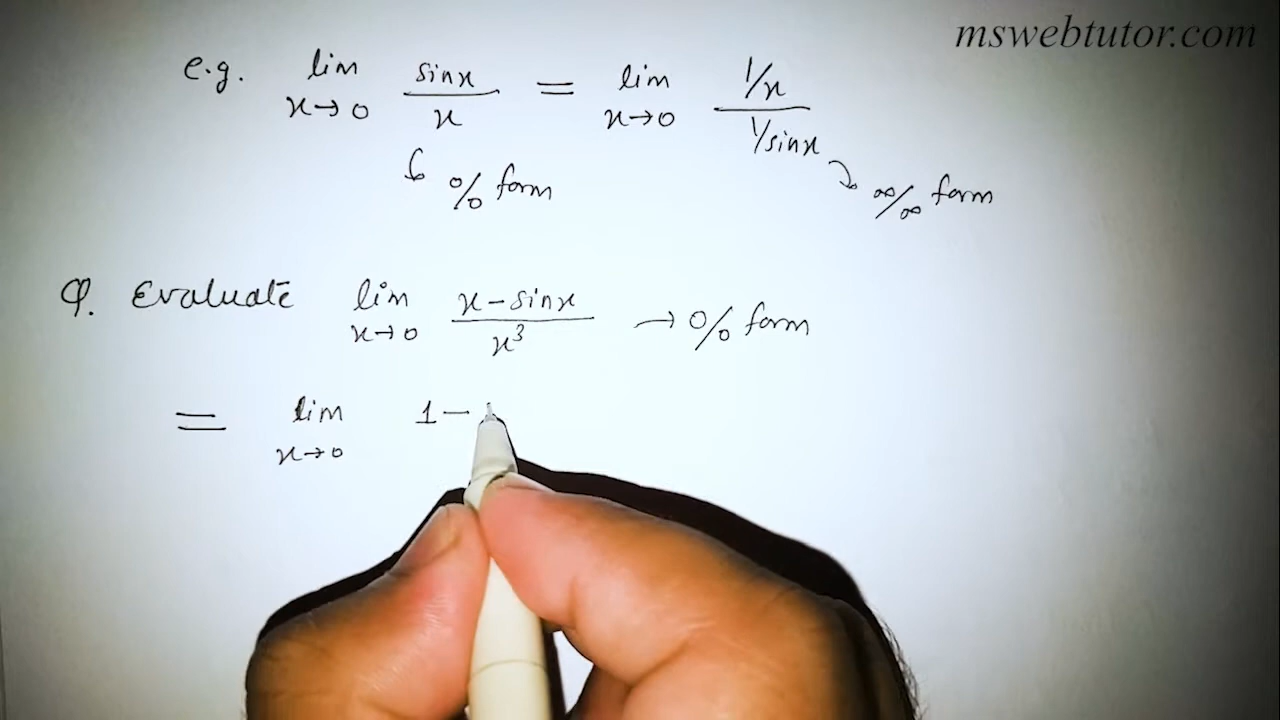 mswebtutor.com
e.g. lim x→0 sinx/x = lim x→0 1/x / 1/sinx
0/0 form
∞/∞ form
Q. Evaluate lim x→0 x-sinx/x³ → 0/0 form
= lim x→0 1-